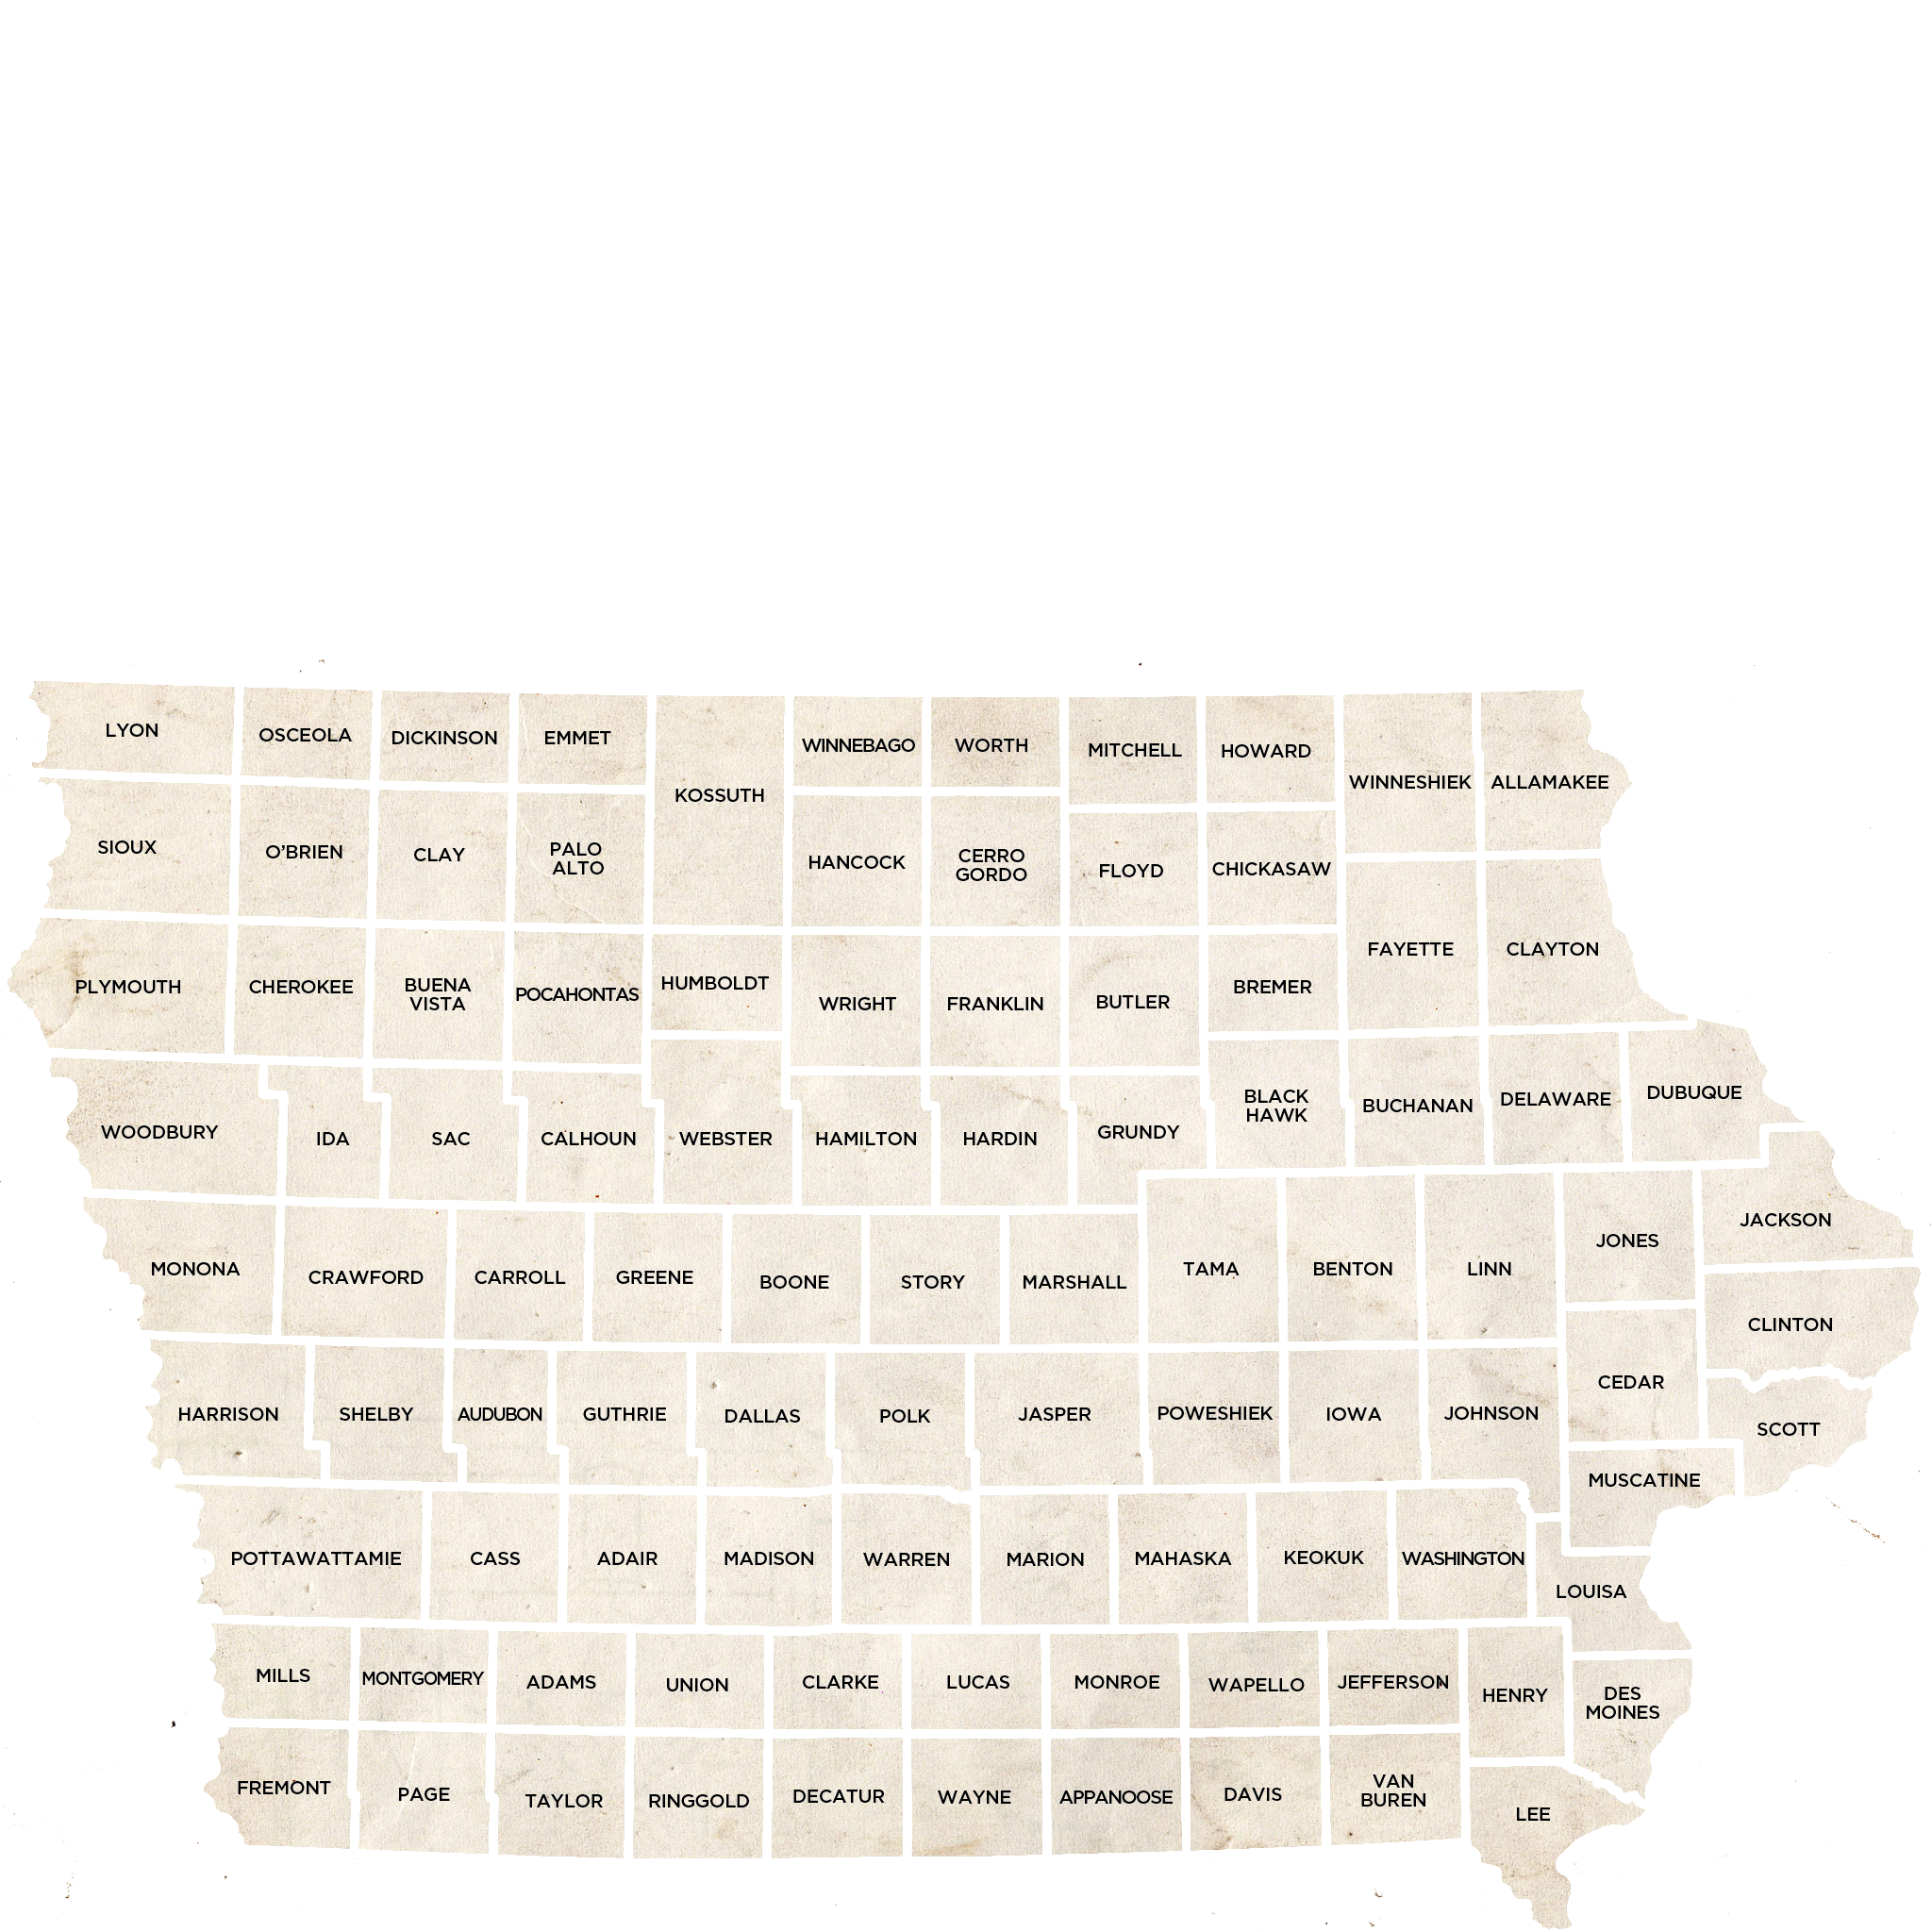 LYON
OSCEOLA
DICKINSON
EMMET
KOSSUTH
WINNEBAGO
WORTH
MITCHELL
HOWARD
WINNESHIEK
ALLAMAKEE
SIOUX
O’BRIEN
CLAY
PALO
ALTO
HANCOCK
CERRO
GORDO
FLOYD
CHICKASAW
PLYMOUTH
CHEROKEE
BUENA
VISTA
POCAHONTAS
HUMBOLDT
WRIGHT
FRANKLIN
BUTLER
BREMER
FAYETTE
CLAYTON
WOODBURY
IDA
SAC
CALHOUN
WEBSTER
HAMILTON
HARDIN
GRUNDY
BLACK
HAWK
BUCHANAN
DELAWARE
DUBUQUE
MONONA
CRAWFORD
CARROLL
GREENE
BOONE
STORY
MARSHALL
TAMA
BENTON
LINN
JONES
JACKSON
CLINTON
HARRISON
SHELBY
AUDUBON
GUTHRIE
DALLAS
POLK
JASPER
POWESHIEK
IOWA
JOHNSON
CEDAR
SCOTT
MUSCATINE
POTTAWATTAMIE
CASS
ADAIR
MADISON
WARREN
MARION
MAHASKA
KEOKUK
WASHINGTON
LOUISA
MILLS
MONTGOMERY
ADAMS
UNION
CLARKE
LUCAS
MONROE
WAPELLO
JEFFERSON
HENRY
DES
MOINES
FREMONT
PAGE
TAYLOR
RINGGOLD
DECATUR
WAYNE
APPANOOSE
DAVIS
VAN
BUREN
LEE